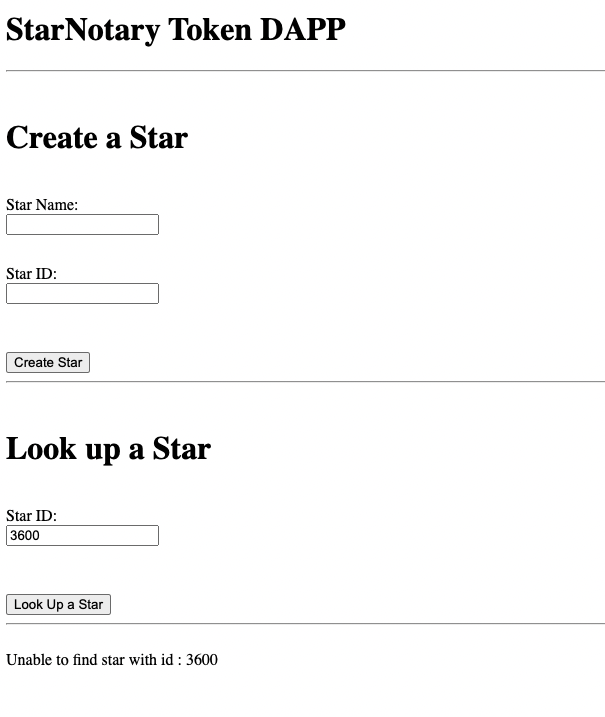 StarNotary Token DAPP
Create a Star
Star Name:
Star ID:
Create Star
Look up a Star
Star ID:
3600
Look Up a Star
Unable to find star with id : 3600